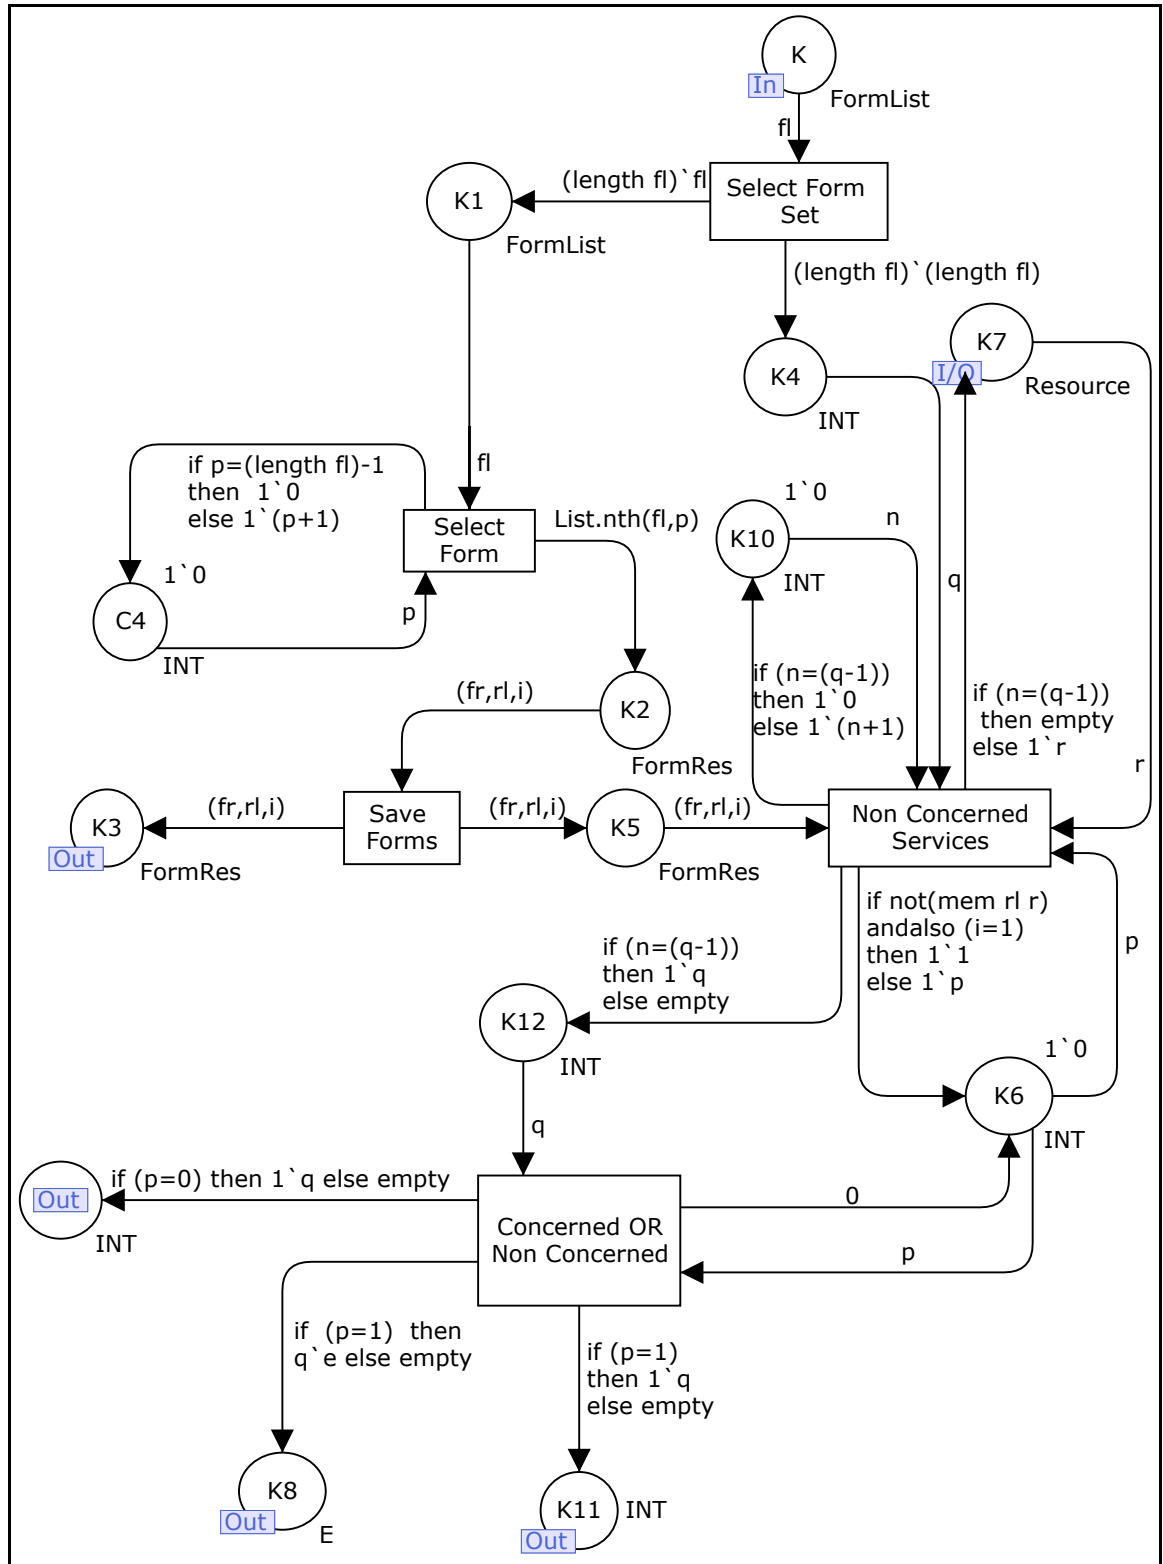 K
In
FormList
fl
(length fl)`fl
Select Form
Set
K1
FormList
(length fl)`(length fl)
K7
I/O
Resource
K4
INT
if p=(length fl)-1
then 1`0
else 1`(p+1)
fl
Select
Form
List.nth(fl,p)
1`0
K10
n
INT
q
1`0
C4
p
INT
(fr,rl,i)
K2
FormRes
if (n=(q-1))
then 1`0
else 1`(n+1)
if (n=(q-1))
then empty
else 1`r
r
K3
Out
FormRes
(fr,rl,i)
Save
Forms
(fr,rl,i)
K5
FormRes
(fr,rl,i)
Non Concerned
Services
if not(mem rl r)
andalso (i=1)
then 1`1
else 1`p
p
if (n=(q-1))
then 1`q
else empty
K12
INT
1`0
K6
INT
q
if (p=0) then 1`q else empty
Out
INT
Concerned OR
Non Concerned
0
p
if (p=1) then
q`e else empty
if (p=1)
then 1`q
else empty
K8
Out
E
K11
INT
Out